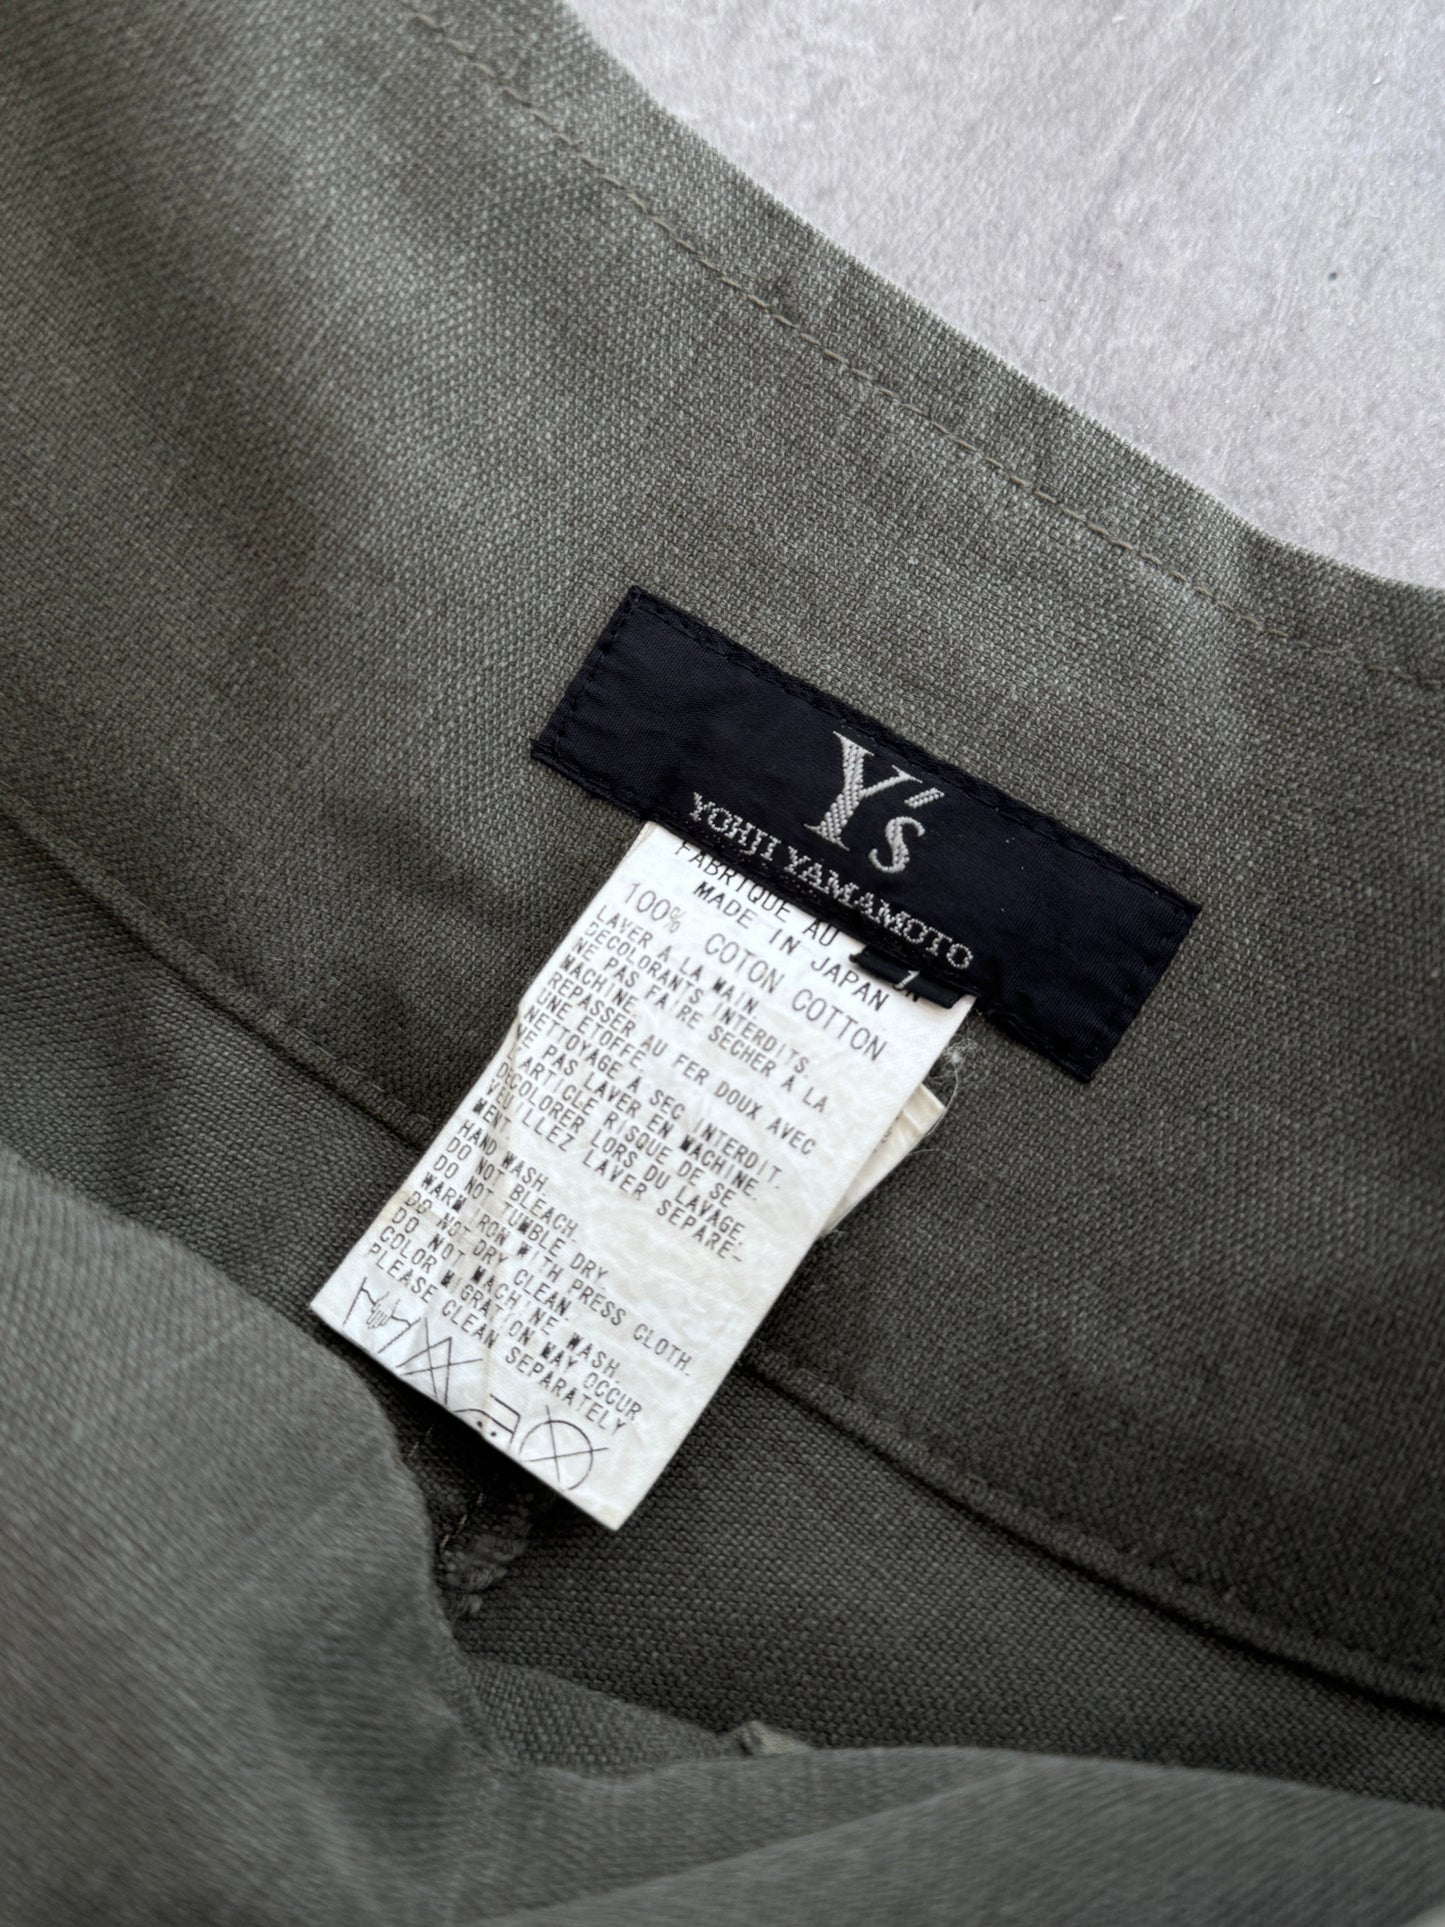 Y's
YOHJI YAMAMOTO
1
FABRIQUE AU
MADE IN JAPAN
100% COTON COTTON
LAVER A LA MAIN.
DECOLORANTS INTERDITS.
NE PAS FAIRE SECHER A LA
MACHINE.
REPASSER AU FER DOUX AVEC
UNE ETOFFE.
NETTOYAGE A SEC INTERDIT.
NE PAS LAVER EN MACHINE.
L'ARTICLE RISQUE DE SE
DECOLORER LORS DU LAVAGE.
VEUILLEZ LAVER SEPARE-
MENT.
HAND WASH.
DO NOT BLEACH.
DO NOT TUMBLE DRY.
WARM IRON WITH PRESS CLOTH.
DO NOT DRY CLEAN.
DO NOT MACHINE WASH.
COLOR MIGRATION MAY OCCUR.
PLEASE CLEAN SEPARATELY